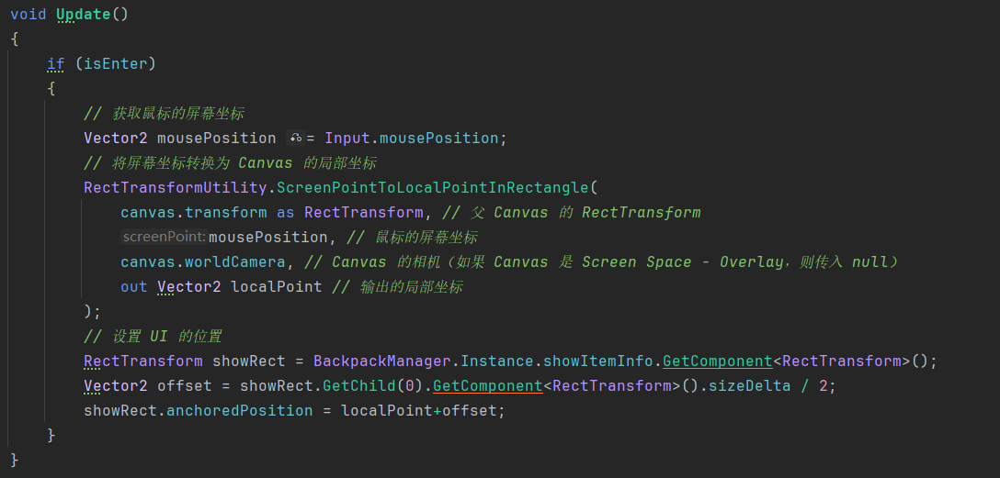 void Update()
{
if (isEnter)
{
// 获取鼠标的屏幕坐标
Vector2 mousePosition = Input.mousePosition;
// 将屏幕坐标转换为 Canvas 的局部坐标
RectTransformUtility.ScreenPointToLocalPointInRectangle(
canvas.transform as RectTransform, // 父 Canvas 的 RectTransform
screenPoint:mousePosition, // 鼠标的屏幕坐标
canvas.worldCamera, // Canvas 的相机（如果 Canvas 是 Screen Space - Overlay，则传入 null）
out Vector2 localPoint // 输出的局部坐标
);
// 设置 UI 的位置
RectTransform showRect = BackpackManager.Instance.showItemInfo.GetComponent<RectTransform>();
Vector2 offset = showRect.GetChild(0).GetComponent<RectTransform>().sizeDelta / 2;
showRect.anchoredPosition = localPoint+offset;
}
}